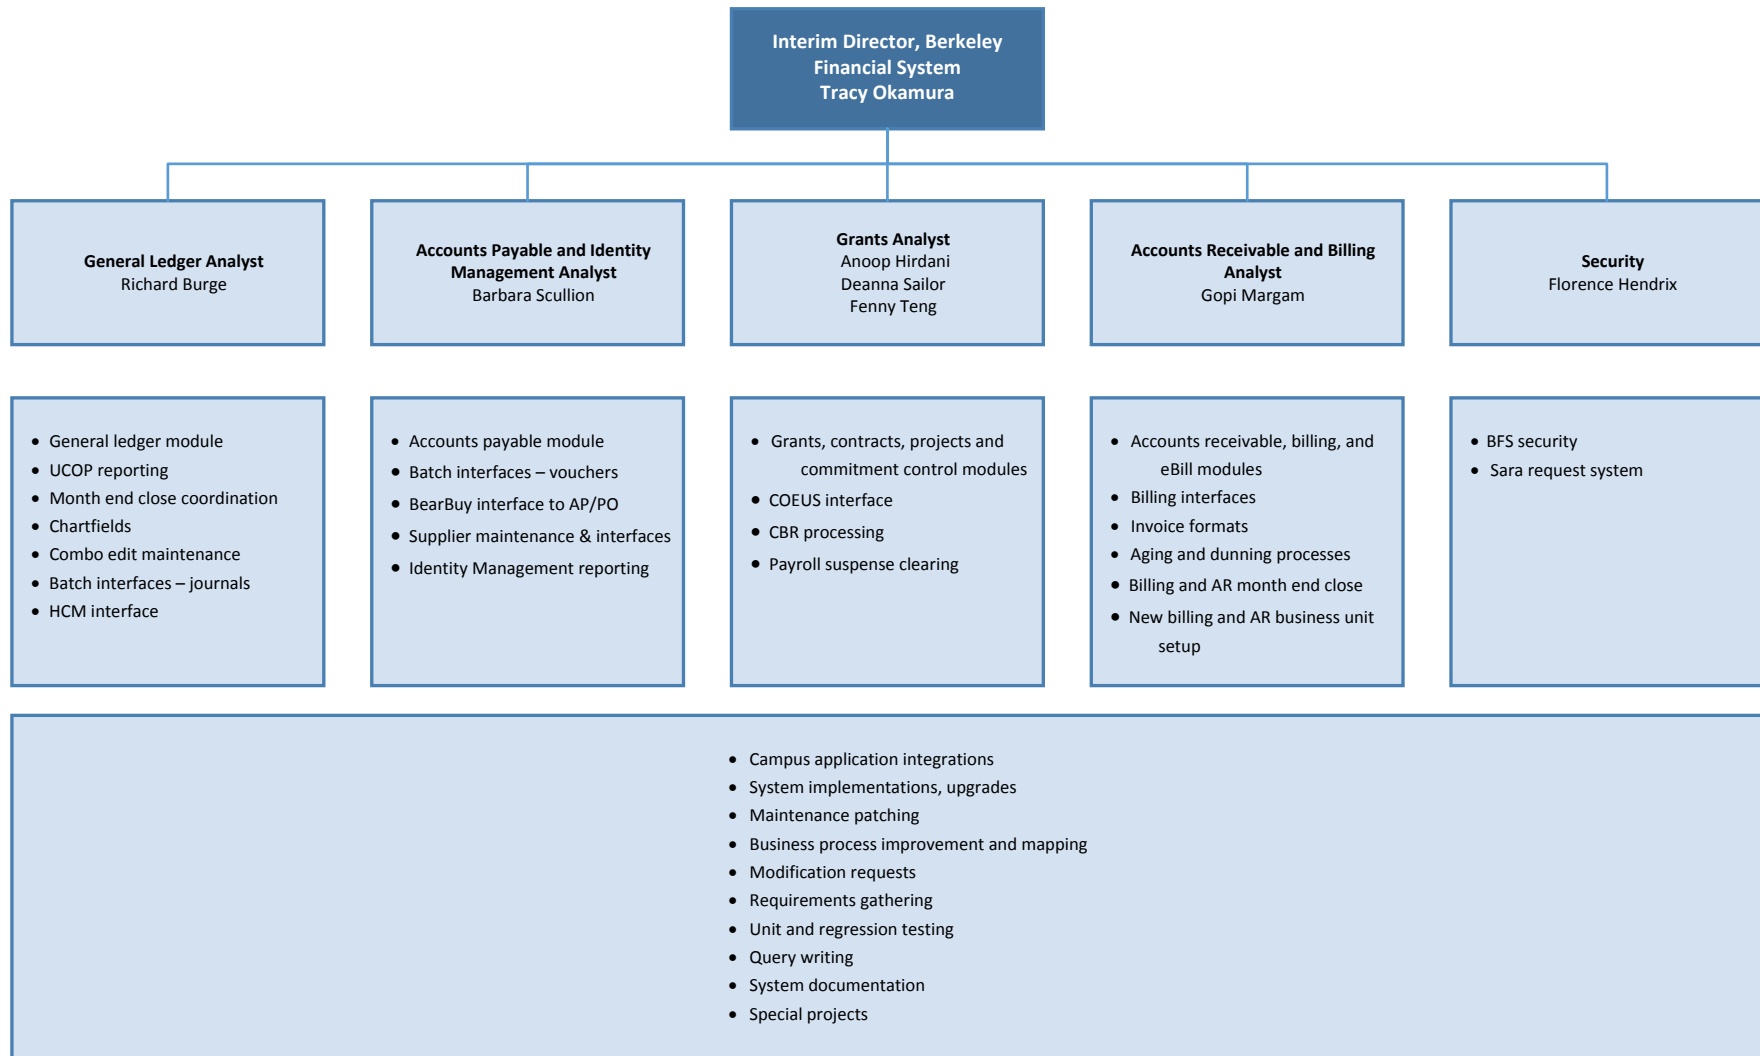 Interim Director, Berkeley
Financial System
Tracy Okamura
General Ledger Analyst
Richard Burge
Accounts Payable and Identity
Management Analyst
Barbara Scullion
Grants Analyst
Anoop Hirdani
Deanna Sailor
Fenny Teng
Accounts Receivable and Billing
Analyst
Gopi Margam
Security
Florence Hendrix
• General ledger module
• UCOP reporting
• Month end close coordination
• Chartfields
• Combo edit maintenance
• Batch interfaces – journals
• HCM interface
• Accounts payable module
• Batch interfaces – vouchers
• BearBuy interface to AP/PO
• Supplier maintenance & interfaces
• Identity Management reporting
• Grants, contracts, projects and
commitment control modules
• COEUS interface
• CBR processing
• Payroll suspense clearing
• Accounts receivable, billing, and
eBill modules
• Billing interfaces
• Invoice formats
• Aging and dunning processes
• Billing and AR month end close
• New billing and AR business unit
setup
• BFS security
• Sara request system
• Campus application integrations
• System implementations, upgrades
• Maintenance patching
• Business process improvement and mapping
• Modification requests
• Requirements gathering
• Unit and regression testing
• Query writing
• System documentation
• Special projects